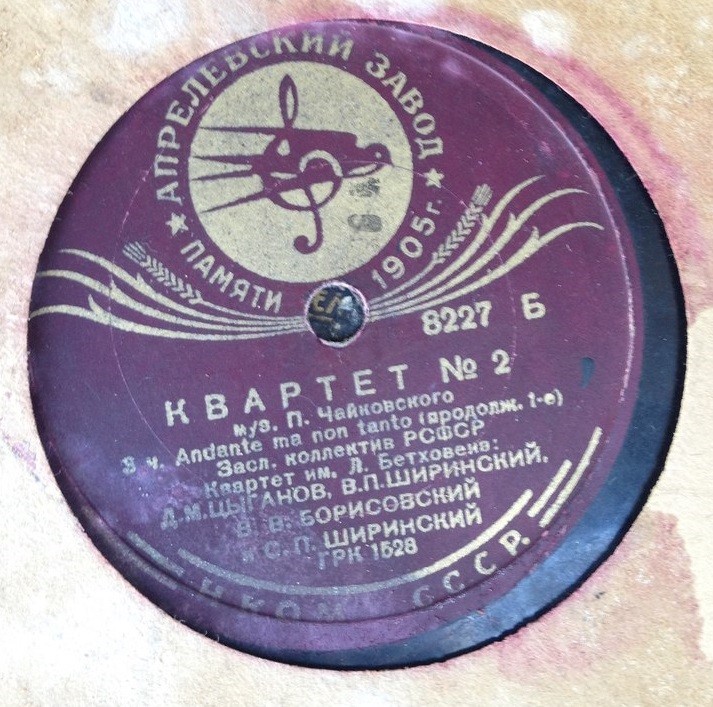 АПРЕЛЕВСКИЙ ЗАВОД
ПАМЯТИ 1905 г.
8227 Б
КВАРТЕТ № 2
муз. П. Чайковского
3 ч. Andante ma non tanto (продолж. 1-е)
Засл. коллектив РСФСР
Квартет им. Л. Бетховена:
Д.М.ЦЫГАНОВ, В.П.ШИРИНСКИЙ,
В. В. БОРИСОВСКИЙ
и С. П. ШИРИНСКИЙ
ГРК 1528
СССР.